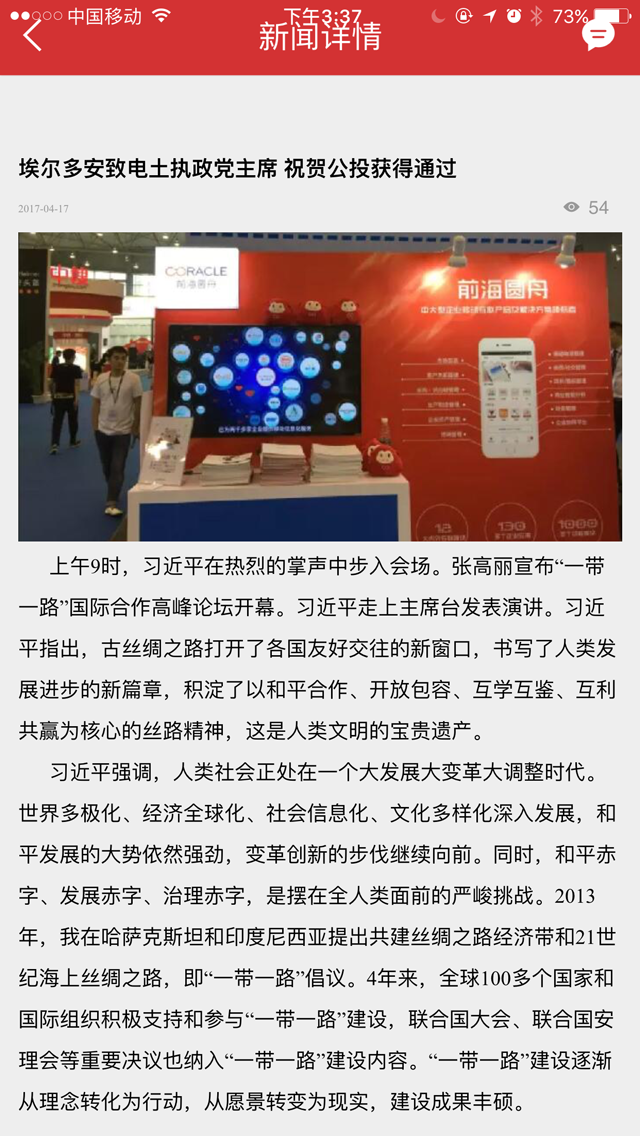 中国移动
下午3:37
73%
新闻详情
埃尔多安致电土执政党主席 祝贺公投获得通过
2017-04-17
54
ORACLE
前海圆舟
前海圆舟
上午9时，习近平在热烈的掌声中步入会场。张高丽宣布“一带
一路”国际合作高峰论坛开幕。习近平走上主席台发表演讲。习近
平指出，古丝绸之路打开了各国友好交往的新窗口，书写了人类发
展进步的新篇章，积淀了以和平合作、开放包容、互学互鉴、互利
共赢为核心的丝路精神，这是人类文明的宝贵遗产。
习近平强调，人类社会正处在一个大发展大变革大调整时代。
世界多极化、经济全球化、社会信息化、文化多样化深入发展，和
平发展的大势依然强劲，变革创新的步伐继续向前。同时，和平赤
字、发展赤字、治理赤字，是摆在全人类面前的严峻挑战。2013
年，我在哈萨克斯坦和印度尼西亚提出共建丝绸之路经济带和21世
纪海上丝绸之路，即“一带一路”倡议。4年来，全球100多个国家和
国际组织积极支持和参与“一带一路”建设，联合国大会、联合国安
理会等重要决议也纳入“一带一路”建设内容。“一带一路”建设逐渐
从理念转化为行动，从愿景转变为现实，建设成果丰硕。